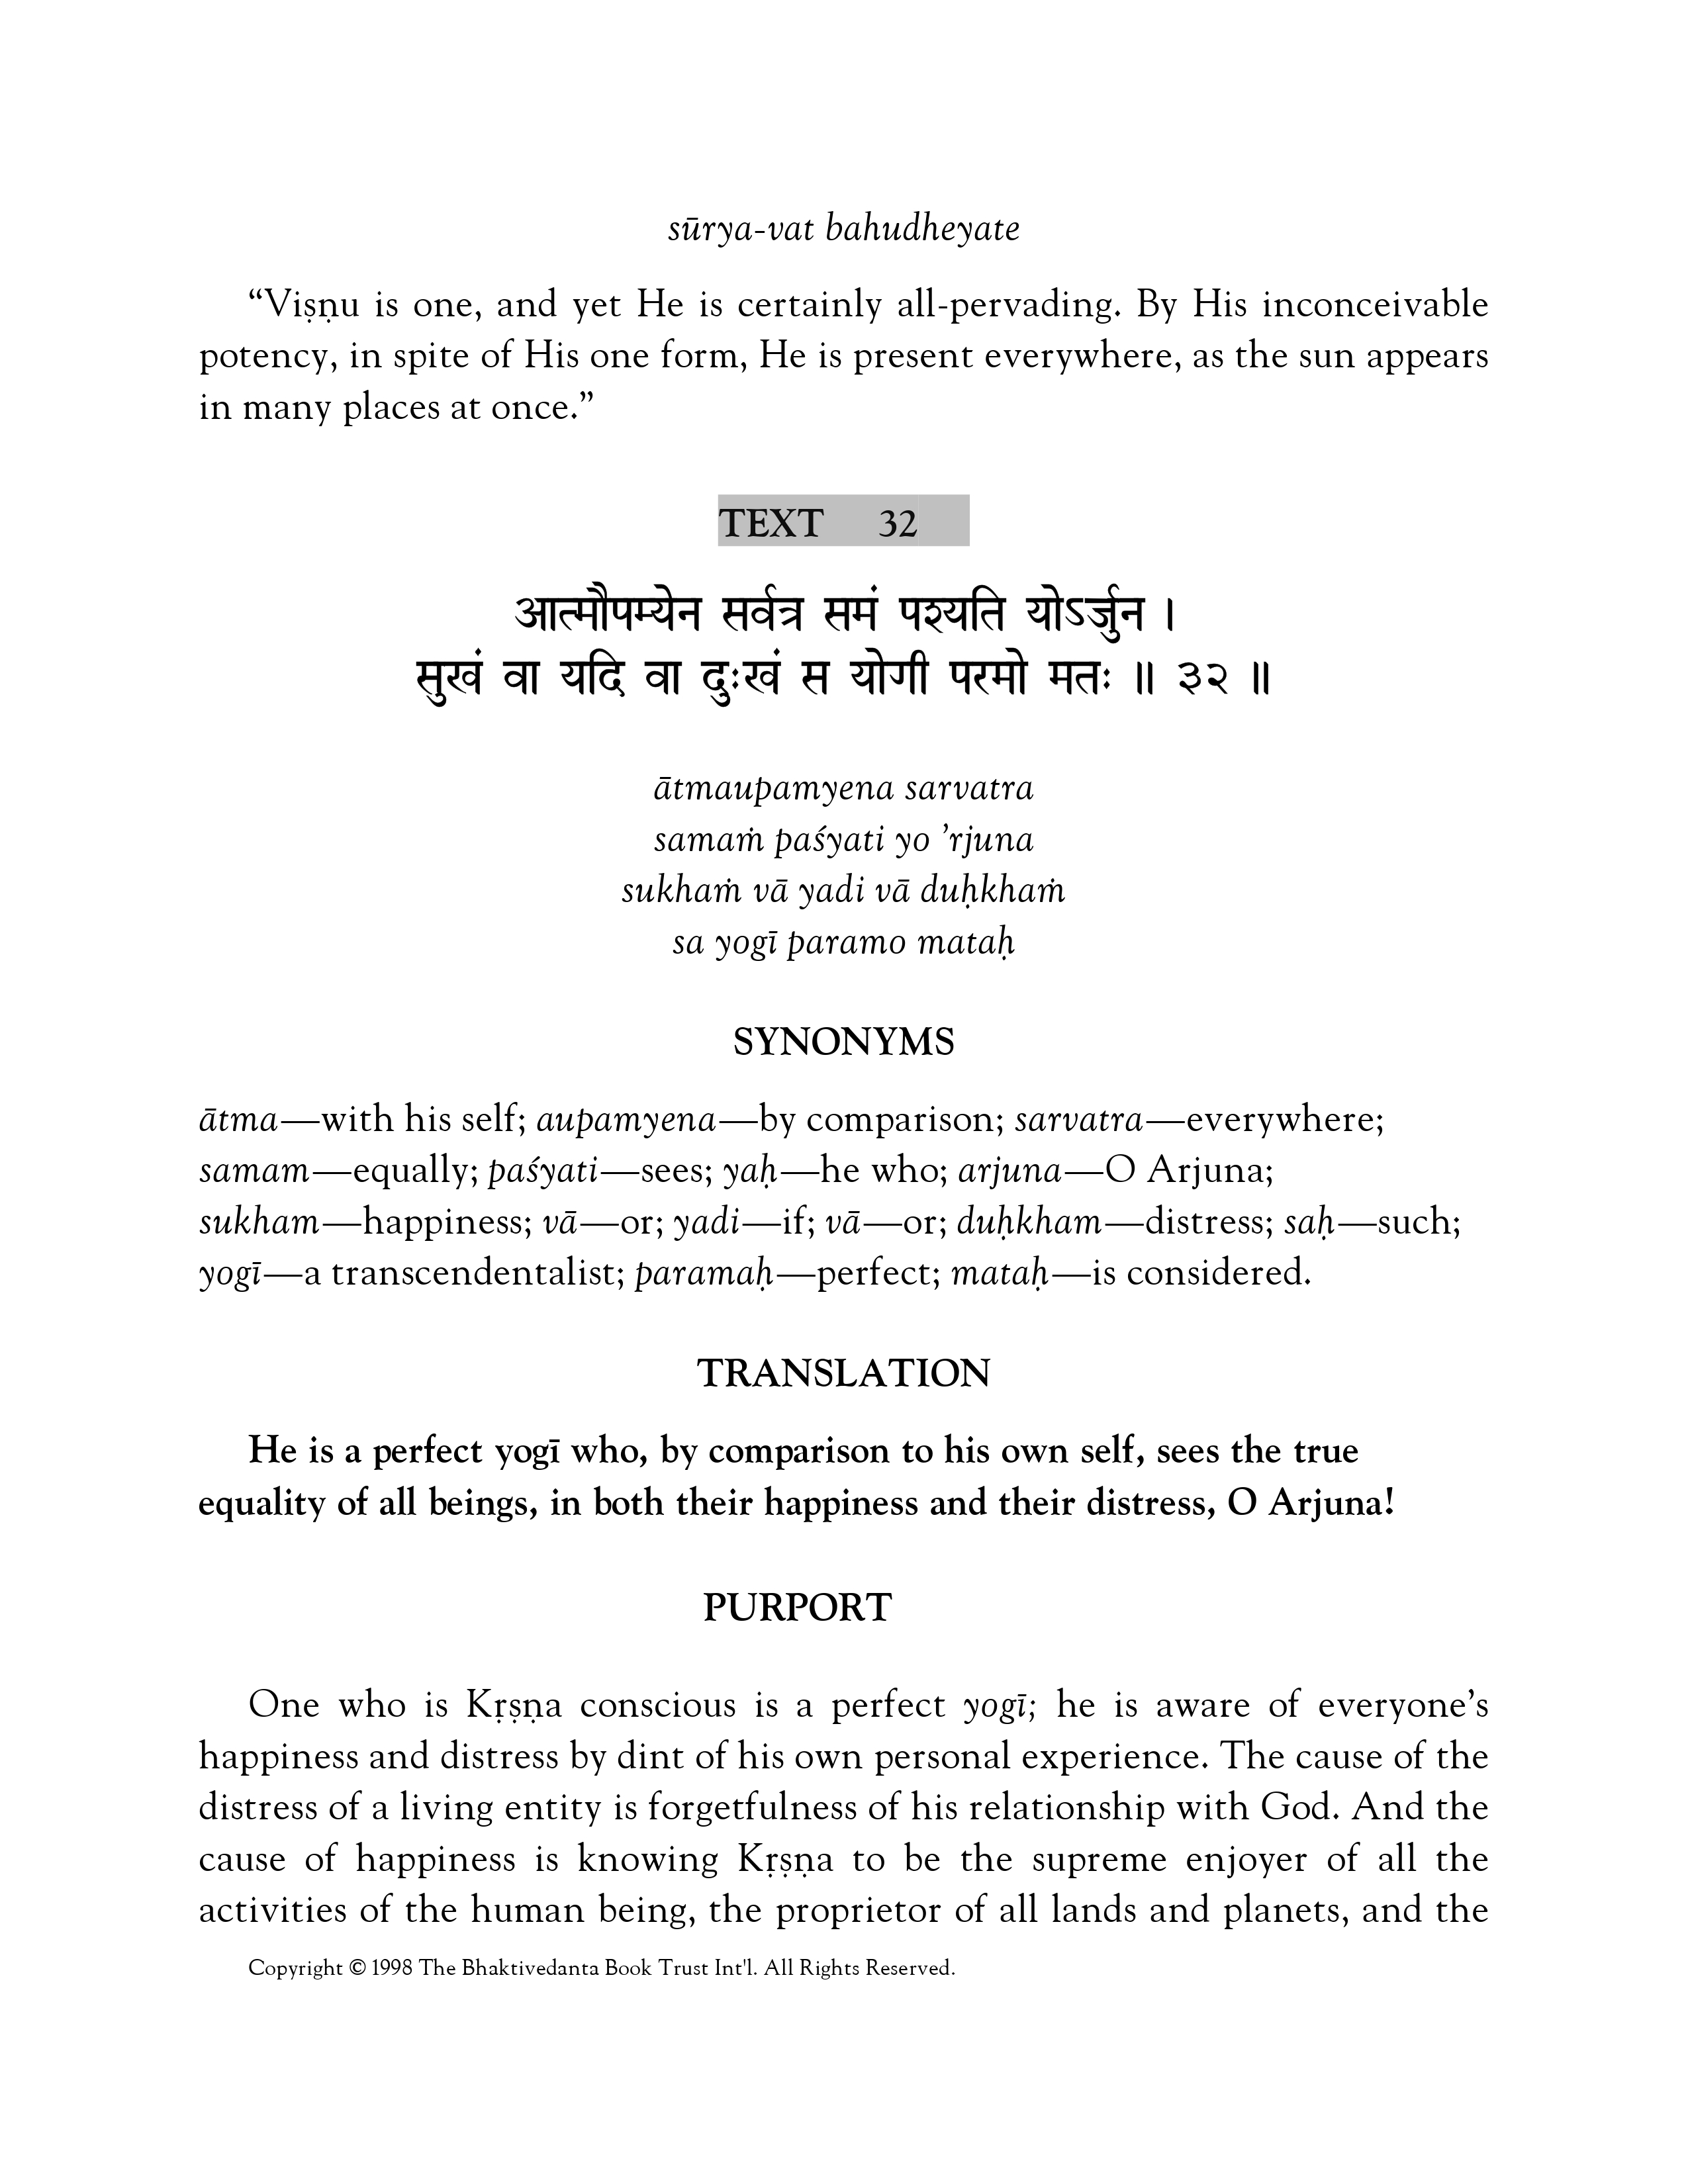 sūrya-vat bahudheyate
“Viṣṇu is one, and yet He is certainly all-pervading. By His inconceivable
potency, in spite of His one form, He is present everywhere, as the sun appears
in many places at once.”
TEXT 32
आत्मौपम्येन सर्वत्र समं पश्यति योऽर्जुन ।
सुखं वा यदि वा दुःखं स योगी परमो मतः ॥ ३२ ॥
ātmaupamyena sarvatra
samaṁ paśyati yo ’rjuna
sukhaṁ vā yadi vā duḥkhaṁ
sa yogī paramo mataḥ
SYNONYMS
ātma—with his self; aupamyena—by comparison; sarvatra—everywhere;
samam—equally; paśyati—sees; yaḥ—he who; arjuna—O Arjuna;
sukham—happiness; vā—or; yadi—if; vā—or; duḥkham—distress; saḥ—such;
yogī—a transcendentalist; paramaḥ—perfect; mataḥ—is considered.
TRANSLATION
He is a perfect yogī who, by comparison to his own self, sees the true
equality of all beings, in both their happiness and their distress, O Arjuna!
PURPORT
One who is Kṛṣṇa conscious is a perfect yogī; he is aware of everyone’s
happiness and distress by dint of his own personal experience. The cause of the
distress of a living entity is forgetfulness of his relationship with God. And the
cause of happiness is knowing Kṛṣṇa to be the supreme enjoyer of all the
activities of the human being, the proprietor of all lands and planets, and the
Copyright © 1998 The Bhaktivedanta Book Trust Int'l. All Rights Reserved.